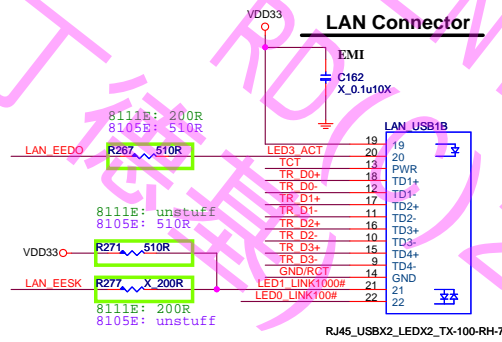 VDD33
LAN Connector
EMI
C162
X_0.1u10X
8111E: 200R
8105E: 510R
LAN_USB1B
LAN_EEDO
R267
510R
LED3_ACT
TCT
TR_D0+
TR_D0-
TR_D1+
TR_D1-
TR_D2+
TR_D2-
TR_D3+
TR_D3-
GND/RCT
LED1_LINK1000#
LED0_LINK100#
19
20
13
18
12
17
11
16
10
15
9
14
21
22
19
20
PWR
TD1+
TD1-
TD2+
TD2-
TD3+
TD3-
TD4+
TD4-
GND
21
22
8111E: unstuff
8105E: 510R
VDD33
R271
510R
LAN_EESK
R277
X_200R
8111E: 200R
8105E: unstuff
RJ45_USBX2_LEDX2_TX-100-RH-7